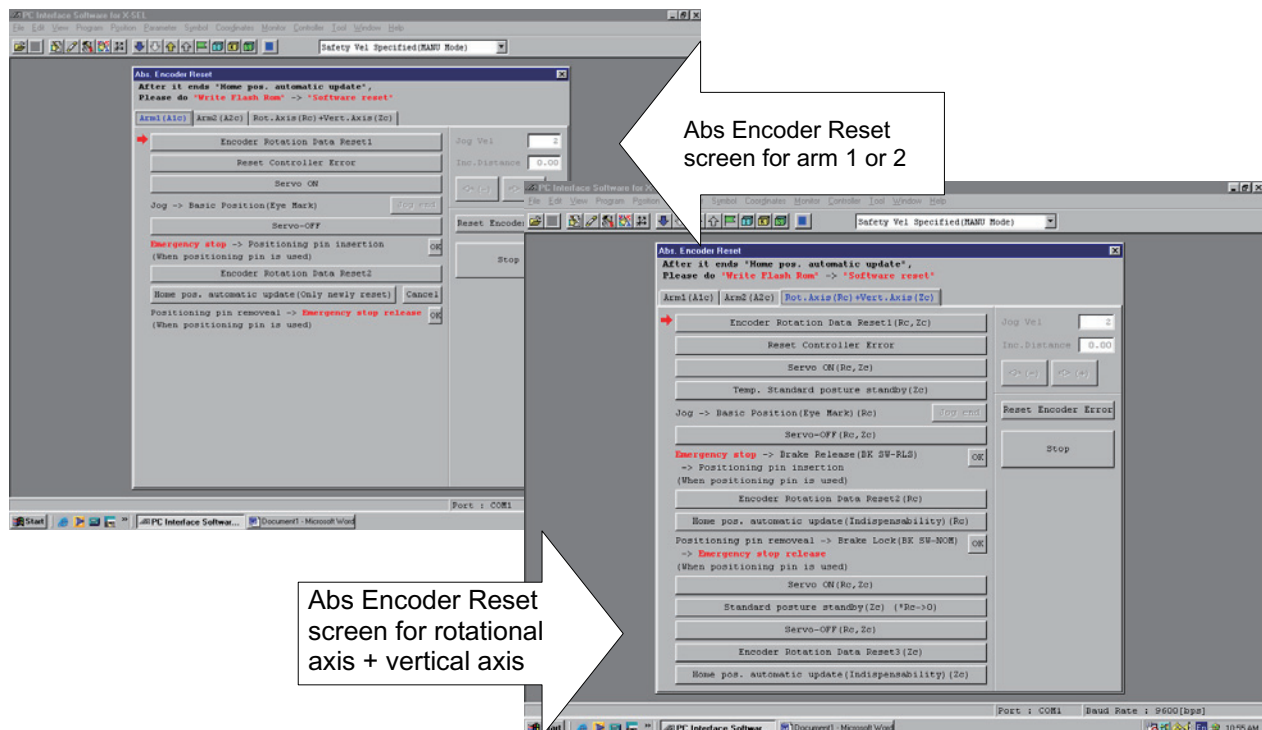 PC Interface Software for X-SEL
File Edit View Program Position Parameter Symbol Coordinates Monitor Controller Tool Window Help
Safety Vel Specified(MANU Mode)
Abs. Encoder Reset
After it ends "Home pos. automatic update",
Please do "Write Flash Rom" -> "Software reset"
Arm1(A1c) Arm2(A2c) Rot.Axis(Rc)+Vert.Axis(Zc)
Encoder Rotation Data Reset1
Reset Controller Error
Servo ON
Jog -> Basic Position(Eye Mark) Jog end
Servo-OFF
Emergency stop -> Positioning pin insertion OK
(When positioning pin is used)
Encoder Rotation Data Reset2
Home pos. automatic update(Only newly reset) Cancel
Positioning pin removeal -> Emergency stop release OK
(When positioning pin is used)
Jog Vel 2
Inc.Distance 0.00
<-(-)
Reset Encoder
Stop
Port : COM1
Start PC Interface Softwar... Document1 - Microsoft Word
Abs Encoder Reset
screen for arm 1 or 2
PC Interface Software for X
File Edit View Program Symbol Coordinates Monitor Controller Tool Window Help
Safety Vel Specified(MANU Mode)
Abs. Encoder Reset
After it ends "Home pos. automatic update",
Please do "Write Flash Rom" -> "Software reset"
Arm1(A1c) Arm2(A2c) Rot.Axis(Rc)+Vert.Axis(Zc)
Encoder Rotation Data Reset1(Rc,Zc)
Reset Controller Error
Servo ON(Rc,Zc)
Temp. Standard posture standby(Zc)
Jog -> Basic Position(Eye Mark)(Rc) Jog end
Servo-OFF(Rc,Zc)
Emergency stop -> Brake Release(BK SW-RLS) OK
-> Positioning pin insertion
(When positioning pin is used)
Encoder Rotation Data Reset2(Rc)
Home pos. automatic update(Indispensability)(Rc)
Positioning pin removeal -> Brake Lock(BK SW-NOM) OK
-> Emergency stop release
(When positioning pin is used)
Servo ON(Rc,Zc)
Standard posture standby(Zc) (*Rc->0)
Servo-OFF(Rc,Zc)
Encoder Rotation Data Reset3(Zc)
Home pos. automatic update(Indispensability)(Zc)
Jog Vel 2
Inc.Distance 0.00
Reset Encoder Error
Stop
Port : COM1 Baud Rate : 9600[bps]
PC Interface Softwar... Document1 - Microsoft Word 10:55 AM
Abs Encoder Reset
screen for rotational
axis + vertical axis